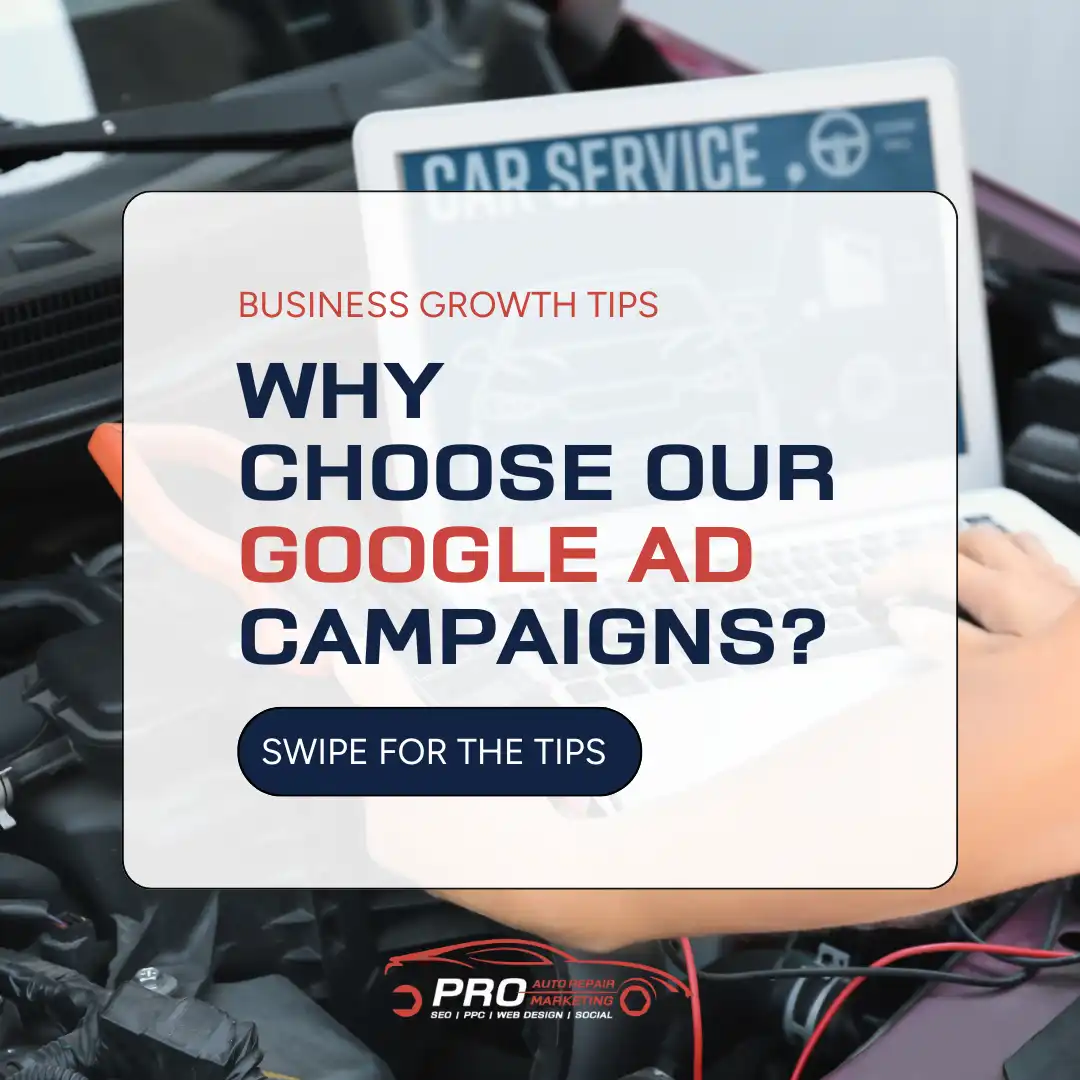 CAR SERVICE
BUSINESS GROWTH TIPS
WHY
CHOOSE OUR
GOOGLE AD
CAMPAIGNS?
SWIPE FOR THE TIPS
PRO AUTO REPAIR
MARKETING
SEO | PPC | WEB DESIGN | SOCIAL